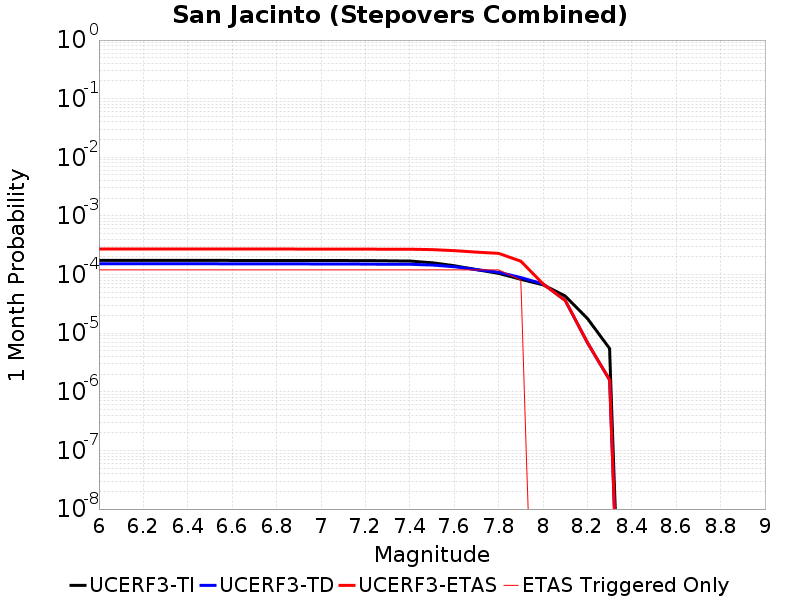 San Jacinto (Stepovers Combined)
10^0
10^-1
10^-2
10^-3
10^-4
10^-5
10^-6
10^-7
10^-8
1 Month Probability
6 6.2 6.4 6.6 6.8 7 7.2 7.4 7.6 7.8 8 8.2 8.4 8.6 8.8 9
Magnitude
UCERF3-TI UCERF3-TD UCERF3-ETAS ETAS Triggered Only